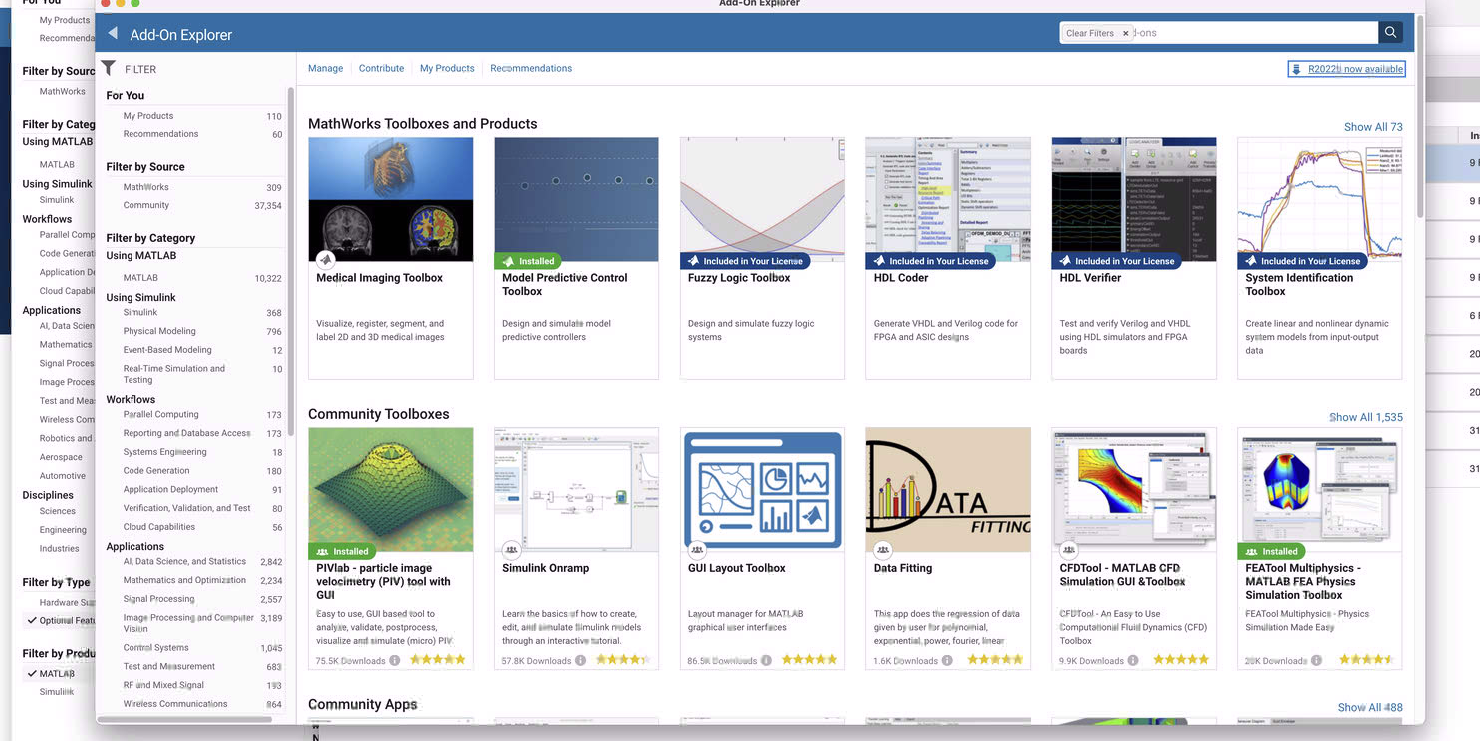 Add-On Explorer
Add-On Explorer
Clear Filters × d-ons
FILTER
Manage
Contribute
My Products
Recommendations
now available
For You
My Products 110
Recommendations 60
Filter by Source
MathWorks 309
Community 37,354
Filter by Category
Using MATLAB
MATLAB 10,322
Using Simulink
Simulink 368
Physical Modeling 796
Event-Based Modeling 12
Real-Time Simulation and 10
Testing
Workflows
Parallel Computing 173
Reporting and Database Access 173
Systems Engineering 18
Code Generation 180
Application Deployment 91
Verification, Validation, and Test 80
Cloud Capabilities 56
Applications
AI, Data Science, and Statistics 2,842
Mathematics and Optimization 2,234
Signal Processing 2,557
Image Processing and Computer 3,189
Vision
Control Systems 1,045
Test and Measurement 683
RF and Mixed Signal 193
Wireless Communications 864
MathWorks Toolboxes and Products
Show All 73
Medical Imaging Toolbox
Visualize, register, segment, and
label 2D and 3D medical images
Installed
Model Predictive Control
Toolbox
Design and simulate model
predictive controllers
Included in Your License
Fuzzy Logic Toolbox
Design and simulate fuzzy logic
systems
Included in Your License
HDL Coder
Generate VHDL and Verilog code for
FPGA and ASIC designs
Included in Your License
HDL Verifier
Test and verify Verilog and VHDL
using HDL simulators and FPGA
boards
Included in Your License
System Identification
Toolbox
Create linear and nonlinear dynamic
system models from input-output
data
Community Toolboxes
Show All 1,535
Installed
PIVlab - particle image
velocimetry (PIV) tool with
GUI
Easy to use, GUI based tool to
analyze, validate, postprocess,
visualize and simulate (micro) PIV
75.5K Downloads
Simulink Onramp
Learn the basics of how to create,
edit, and simulate Simulink models
through an interactive tutorial.
57.8K Downloads
GUI Layout Toolbox
Layout manager for MATLAB
graphical user interfaces
86.5K Downloads
DATA
FITTING
Data Fitting
This app does the regression of data
given by user for polynomial,
exponential, power, fourier, linear
1.6K Downloads
CFDTool - MATLAB CFD
Simulation GUI &Toolbox
CFDTool - An Easy to Use
Computational Fluid Dynamics (CFD)
Toolbox
9.9K Downloads
Installed
FEATool Multiphysics -
MATLAB FEA Physics
Simulation Toolbox
FEATool Multiphysics - Physics
Simulation Made Easy
Downloads
Community Apps
Show All 488
For You
My Products
Recommenda
Filter by Sourc
MathWorks
Filter by Categ
Using MATLAB
MATLAB
Using Simulink
Simulink
Workflows
Parallel Comp
Code Generati
Application De
Cloud Capabil
Applications
AI, Data Scien
Mathematics
Signal Proces
Image Proces
Test and Mea
Wireless Com
Robotics and
Aerospace
Automotive
Disciplines
Sciences
Engineering
Industries
Filter by Type
Hardware Su
Optional Featu
Filter by Produ
MATLAB
Simulink
In
9
9
9
9
6
20
20
31
31